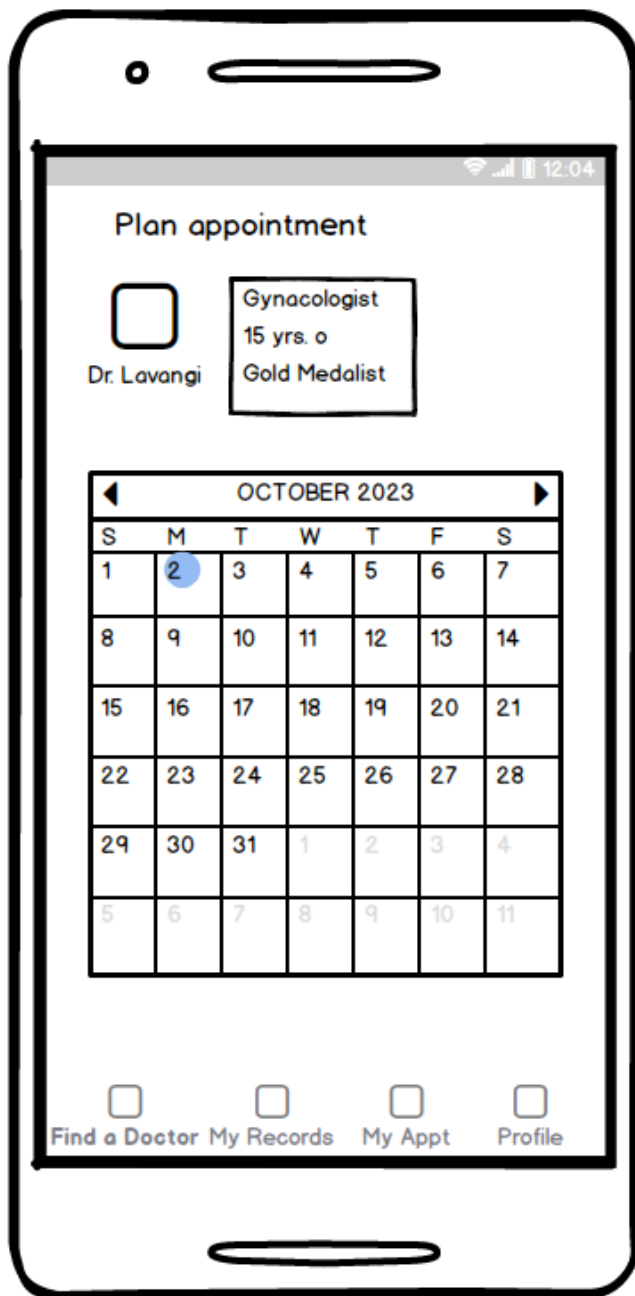 12:04
Plan appointment
Gynacologist
15 yrs. o
Gold Medalist
Dr. Lavangi
OCTOBER 2023
S M T W T F S
1 2 3 4 5 6 7
8 9 10 11 12 13 14
15 16 17 18 19 20 21
22 23 24 25 26 27 28
29 30 31 1 2 3 4
5 6 7 8 9 10 11
Find a Doctor My Records My Appt Profile